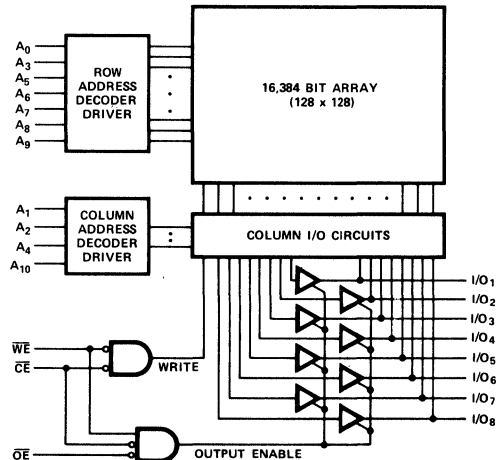 A0
A3
A5
A6
A7
A8
A9
ROW
ADDRESS
DECODER
DRIVER
16,384 BIT ARRAY
(128 x 128)
A1
A2
A4
A10
COLUMN
ADDRESS
DECODER
DRIVER
COLUMN I/O CIRCUITS
I/O1
I/O2
I/O3
I/O4
I/O5
I/O6
I/O7
I/O8
WE
CE
WRITE
OE
OUTPUT ENABLE